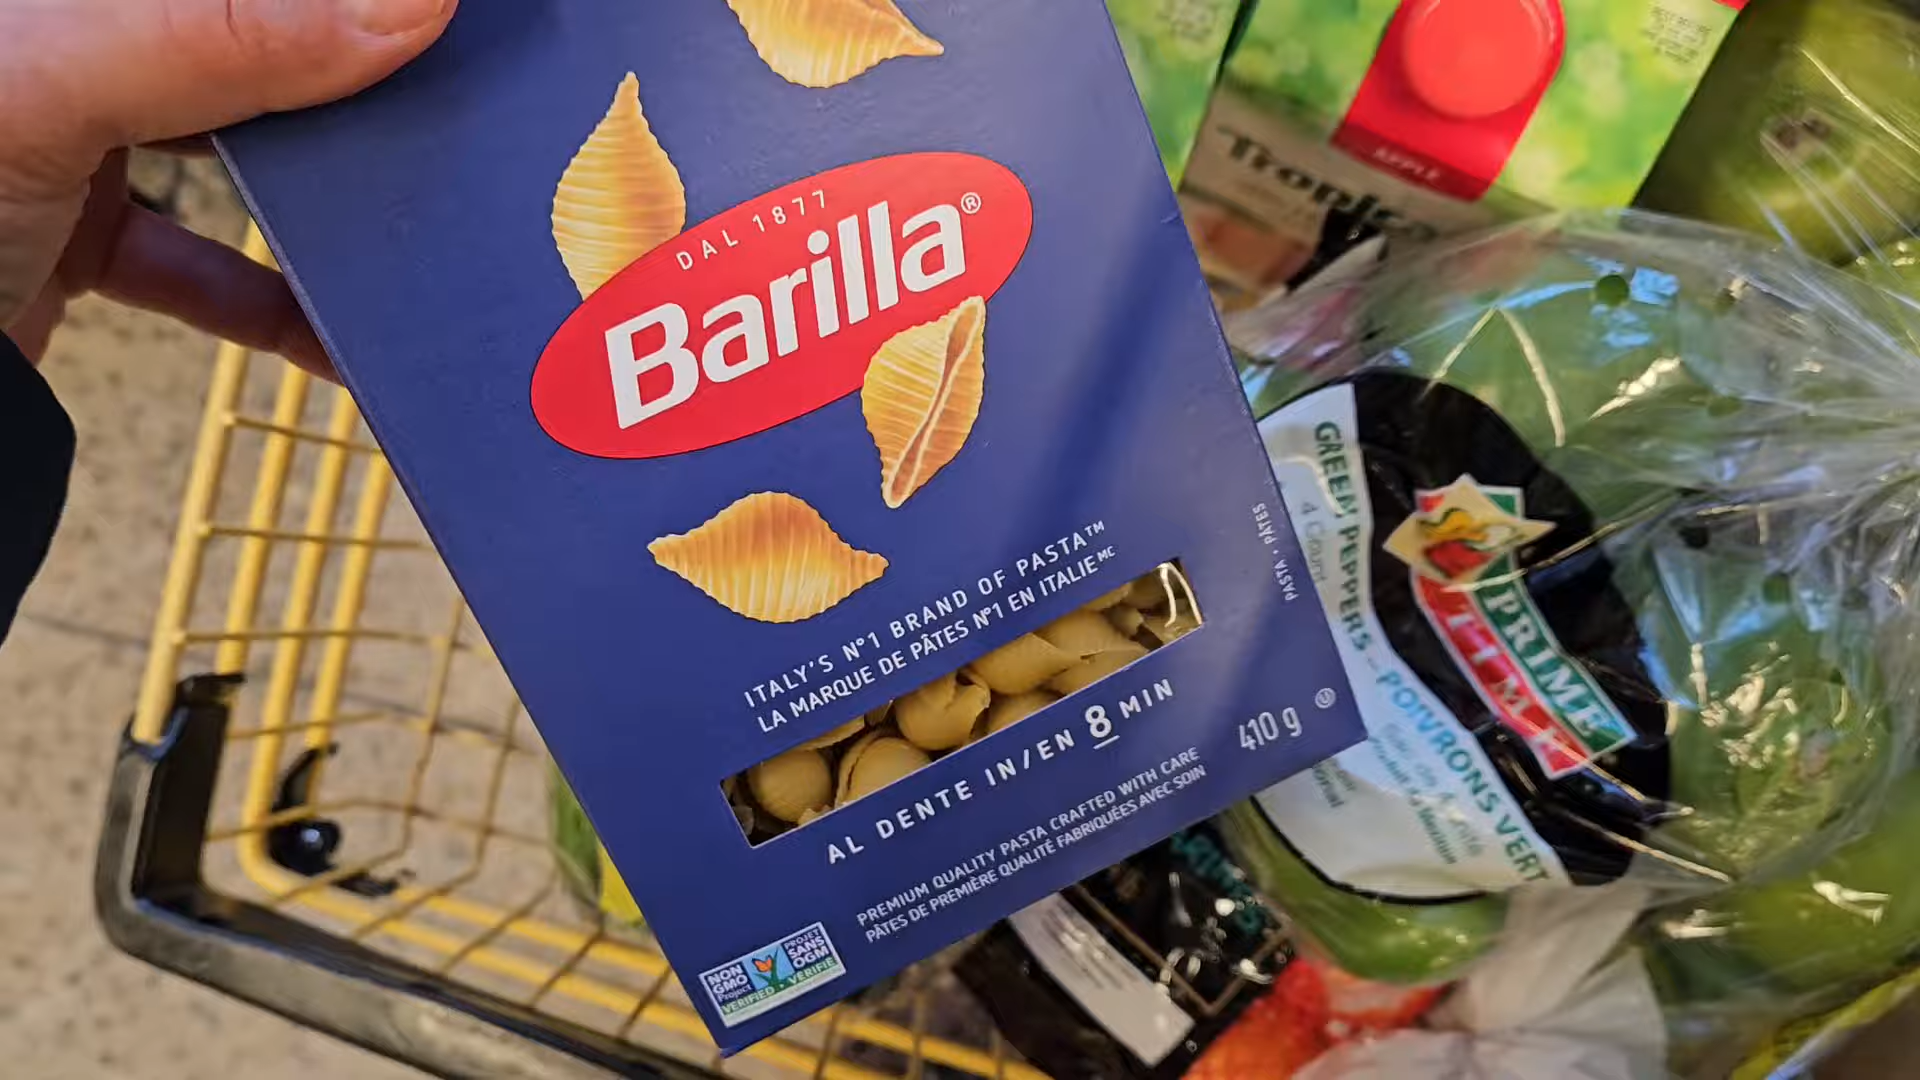 DAL 1877
Barilla®
ITALY'S Nº1 BRAND OF PASTA™
LA MARQUE DE PÂTES Nº1 EN ITALIE MC
AL DENTE IN/EN 8 MIN
PREMIUM QUALITY PASTA CRAFTED WITH CARE
PÂTES DE PREMIÈRE QUALITÉ FABRIQUÉES AVEC SOIN
410 g
PASTA • PÂTES
NON
GMO
Project
PROJET
SANS
OGM
VERIFIED • VÉRIFIÉ
APPLE
GREEN PEPPERS - POIVRONS VERT
4 Count
PRIME